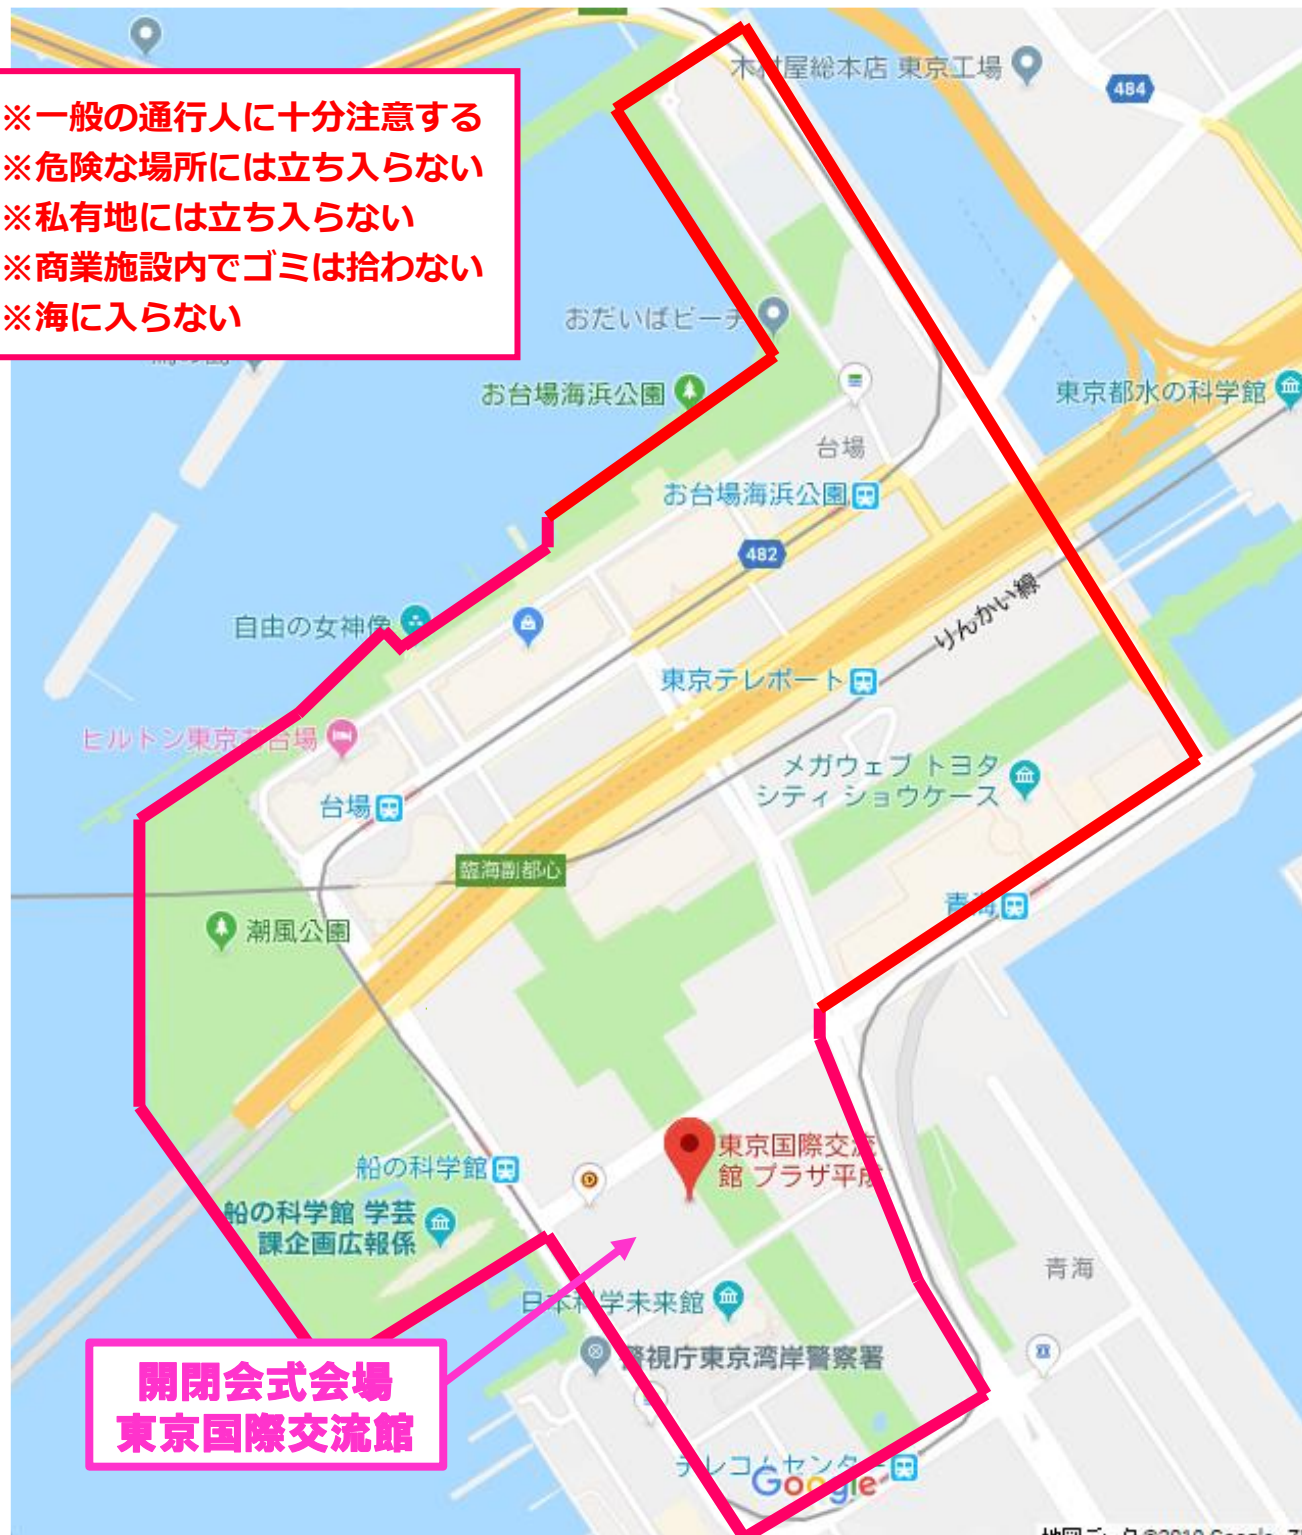 木村屋総本店 東京工場
484
※一般の通行人に十分注意する
※危険な場所には立ち入らない
※私有地には立ち入らない
※商業施設内でゴミは拾わない
※海に入らない
おだいばビーチ
お台場海浜公園
東京都水の科学館
台場
お台場海浜公園
482
りんかい線
自由の女神像
東京テレポート
ヒルトン東京お台場
メガウェブ トヨタ
シティ ショウケース
台場
臨海副都心
青海
潮風公園
東京国際交流
館 プラザ平成
船の科学館
船の科学館 学芸
課企画広報係
青海
日本科学未来館
警視庁東京湾岸警察署
開閉会式会場
東京国際交流館
テレコムセンター
Google